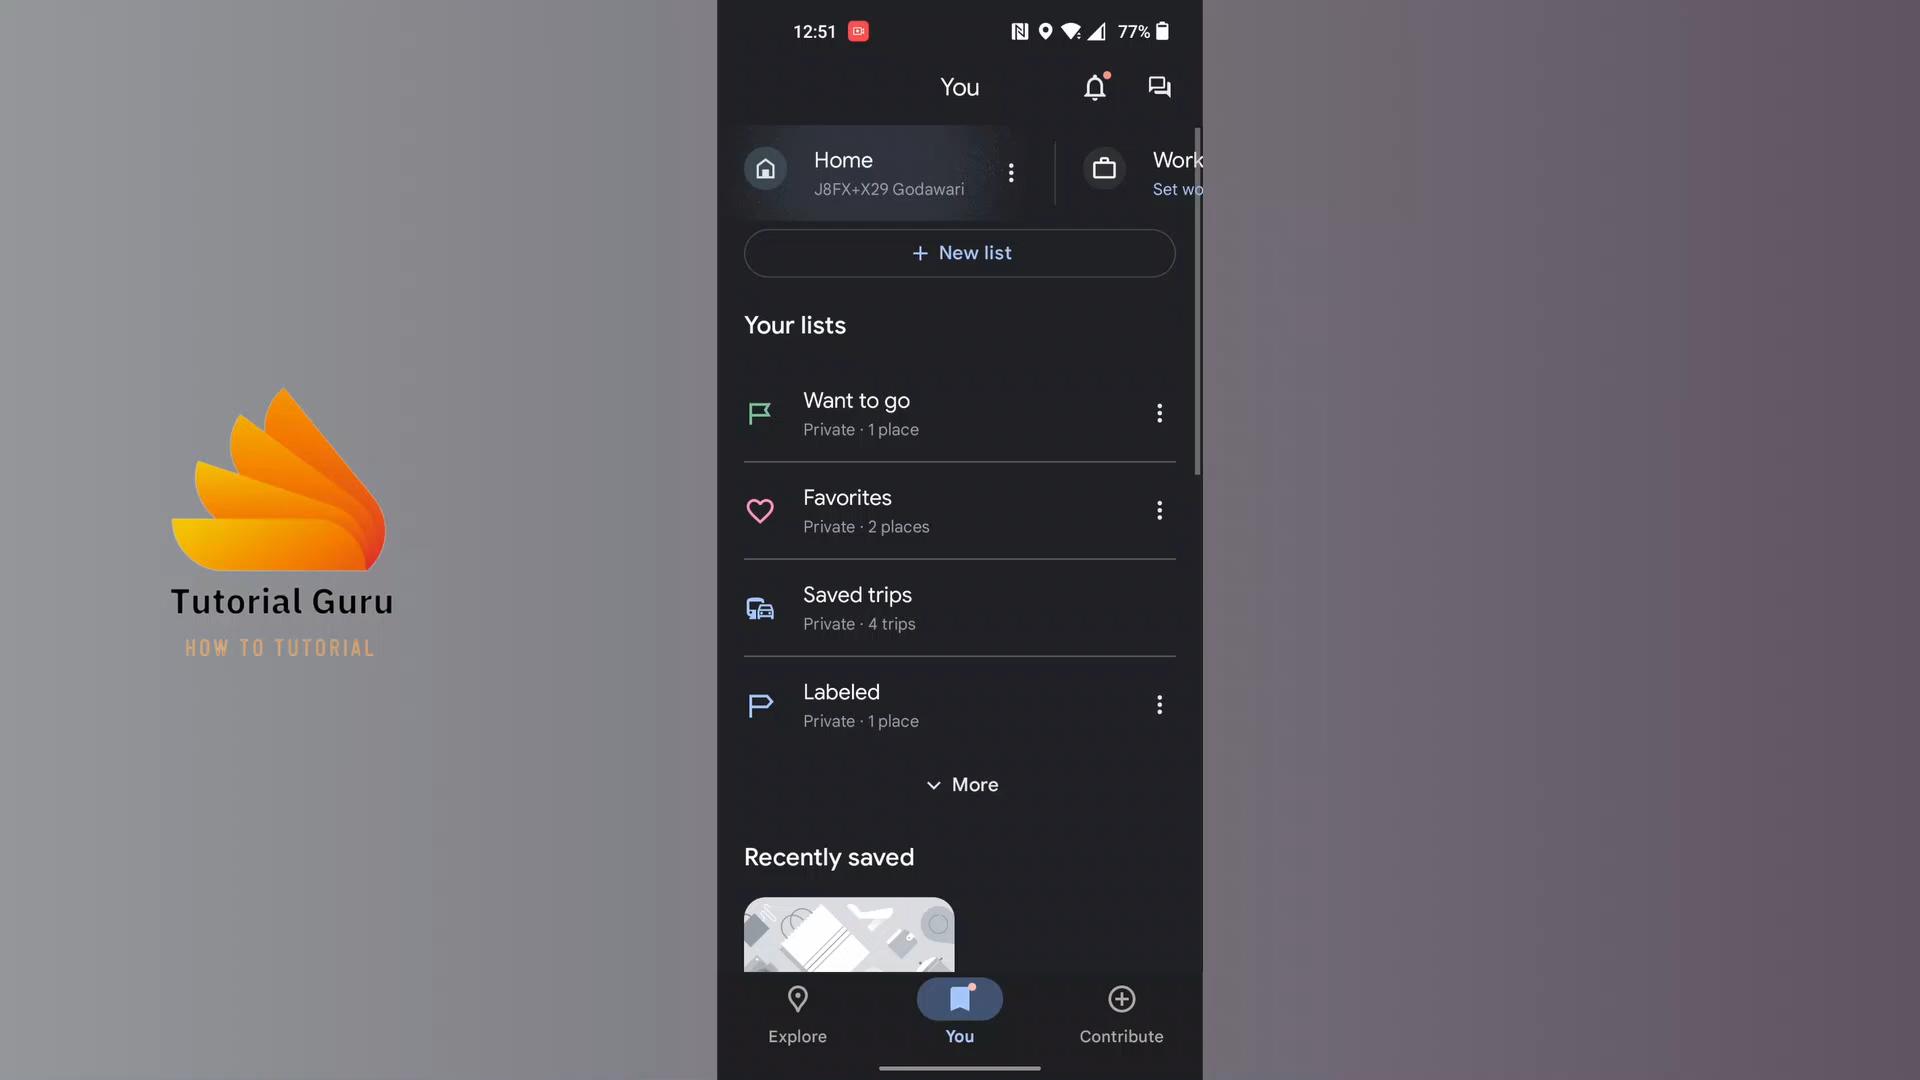 12:51
77%
You
Home
J8FX+X29 Godawari
Work
Set wo
+ New list
Your lists
Want to go
Private · 1 place
Favorites
Private · 2 places
Saved trips
Private · 4 trips
Labeled
Private · 1 place
More
Recently saved
Explore
You
Contribute
Tutorial Guru
HOW TO TUTORIAL